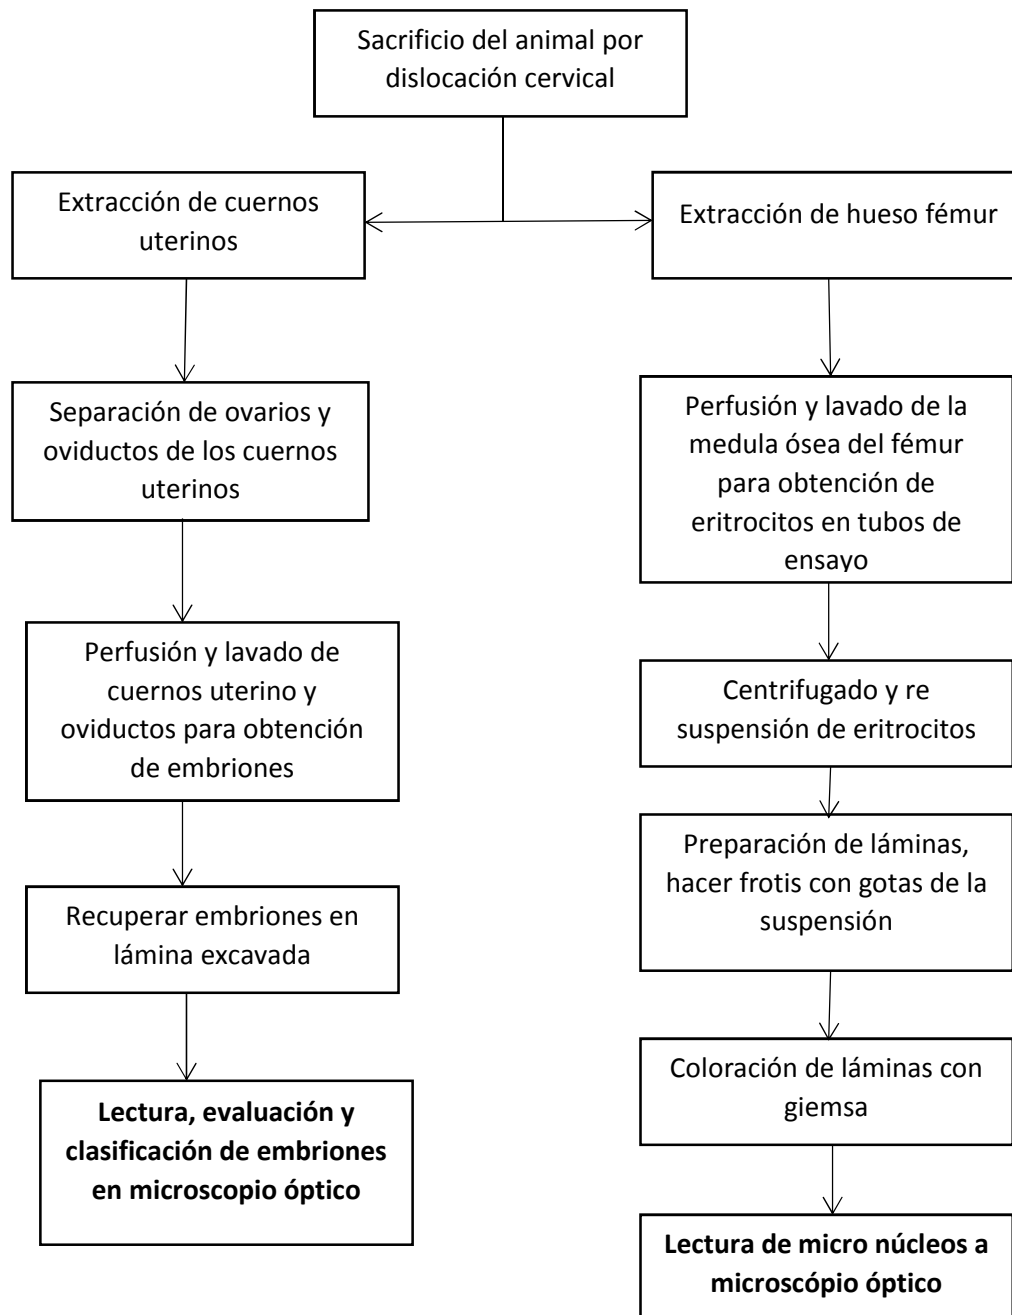 Sacrificio del animal por
dislocación cervical
Extracción de cuernos
uterinos
Separación de ovarios y
oviductos de los cuernos
uterinos
Perfusión y lavado de
cuernos uterino y
oviductos para obtención
de embriones
Recuperar embriones en
lámina excavada
Lectura, evaluación y
clasificación de embriones
en microscopio óptico
Extracción de hueso fémur
Perfusión y lavado de la
medula ósea del fémur
para obtención de
eritrocitos en tubos de
ensayo
Centrifugado y re
suspensión de eritrocitos
Preparación de láminas,
hacer frotis con gotas de la
suspensión
Coloración de láminas con
giemsa
Lectura de micro núcleos a
microscópio óptico